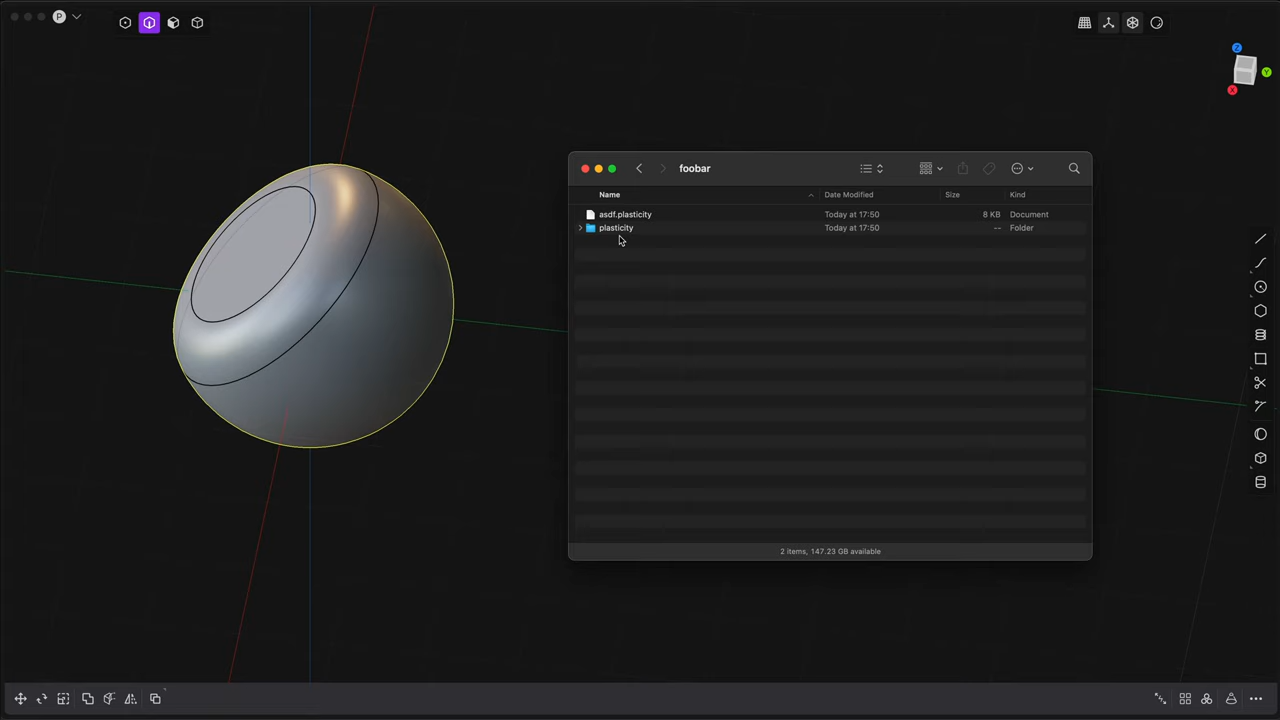 P
Z
Y
X
foobar
Name Date Modified Size Kind
asdf.plasticity Today at 17:50 8 KB Document
plasticity Today at 17:50 -- Folder
2 items, 147.23 GB available